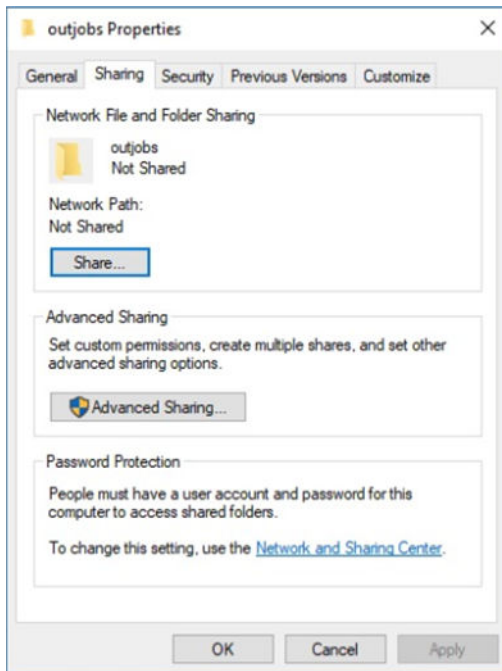 outjobs Properties
General Sharing Security Previous Versions Customize
Network File and Folder Sharing
outjobs
Not Shared
Network Path:
Not Shared
Share...
Advanced Sharing
Set custom permissions, create multiple shares, and set other
advanced sharing options.
Advanced Sharing...
Password Protection
People must have a user account and password for this
computer to access shared folders.
To change this setting, use the Network and Sharing Center.
OK Cancel Apply